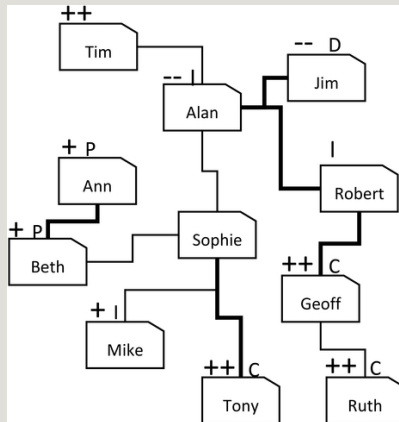 ++
Tim
-- D
Jim
-- I
Alan
+ P
Ann
I
Robert
+ P
Beth
Sophie
++ C
Geoff
+ I
Mike
++ C
Tony
++ C
Ruth